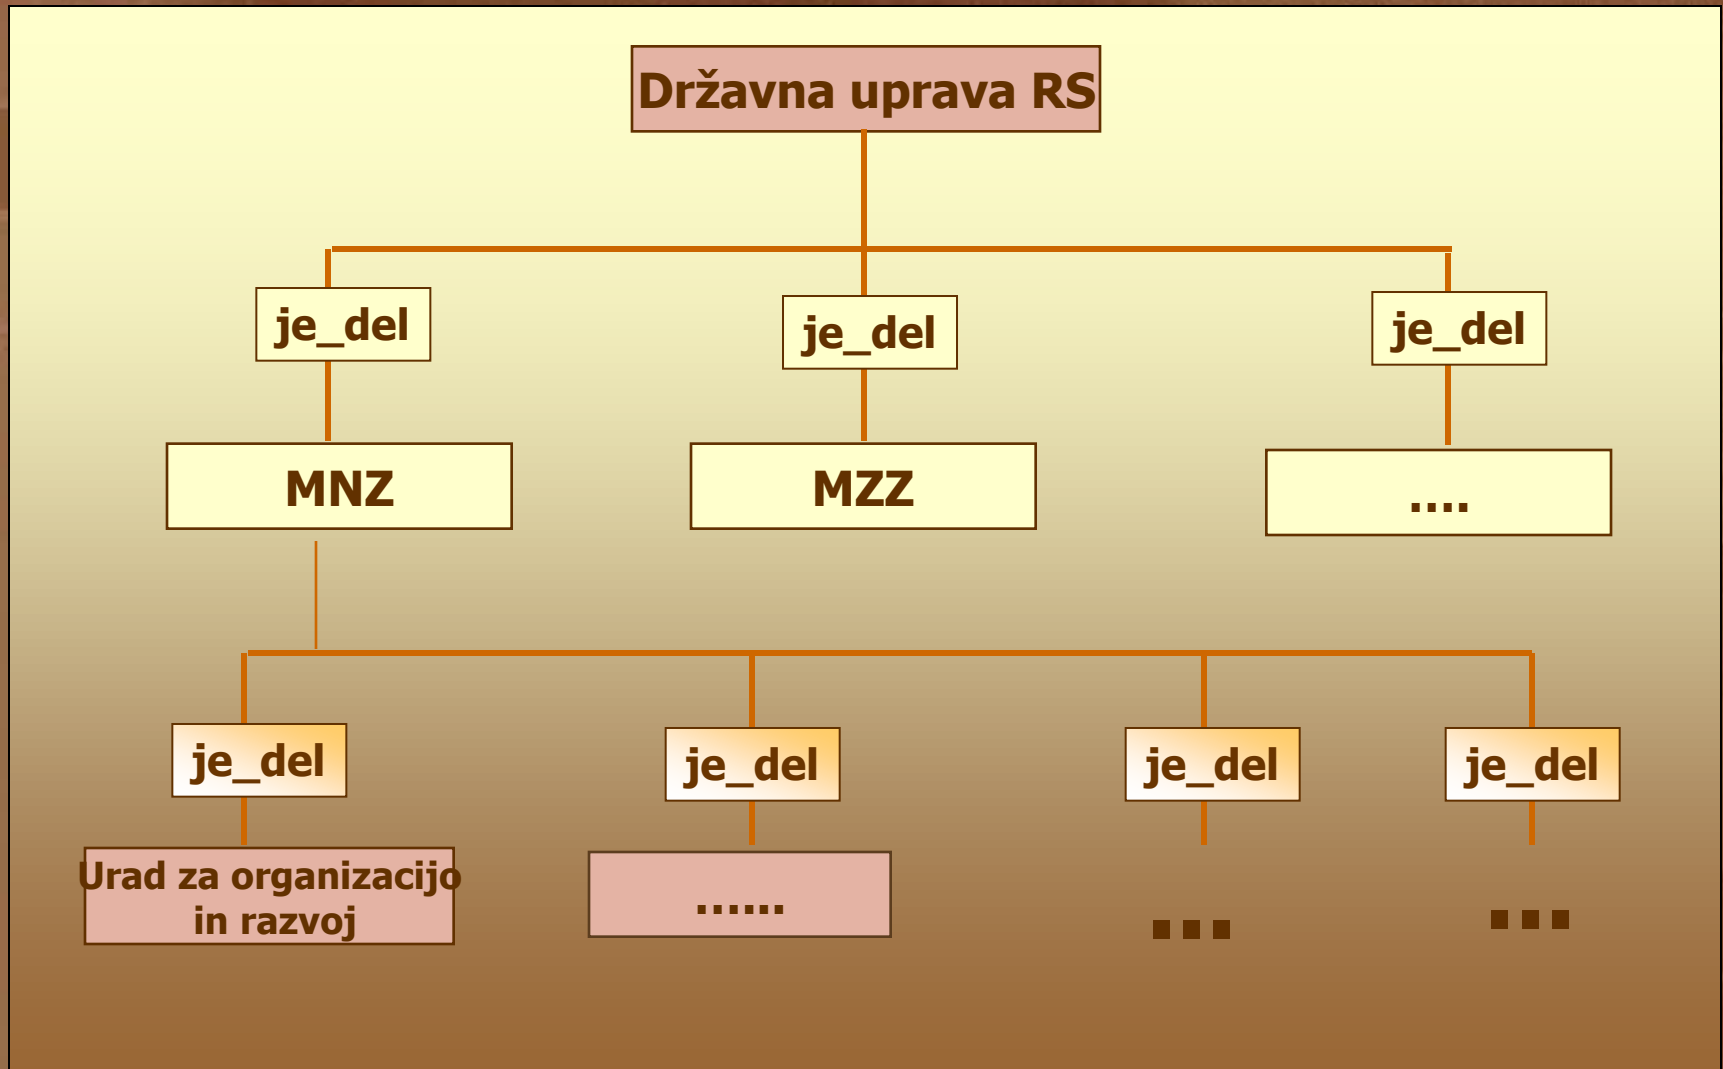 Državna uprava RS
je_del
je_del
je_del
MNZ
MZZ
....
je_del
je_del
je_del
je_del
Urad za organizacijo
in razvoj
......
...
...